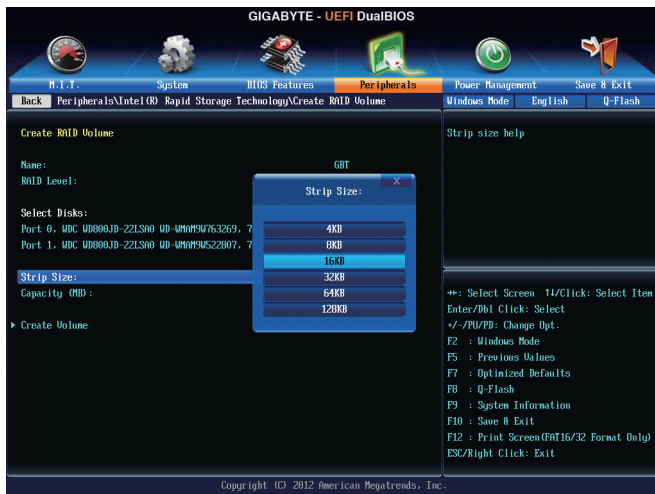 GIGABYTE - UEFI DualBIOS
M.I.T. System BIOS Features Peripherals Power Management Save & Exit
Back Peripherals\Intel(R) Rapid Storage Technology\Create RAID Volume Windows Mode English Q-Flash
Create RAID Volume
Name: GBT
RAID Level:
Select Disks:
Port 0, WDC WD800JD-22LSA0 WD-WMAM9W763269, 7
Port 1, WDC WD800JD-22LSA0 WD-WMAM9W522807, 7
Strip Size:
Capacity (MB):
Create Volume
X
Strip Size:
4KB
8KB
16KB
32KB
64KB
128KB
Strip size help
→←: Select Screen ↑↓/Click: Select Item
Enter/Dbl Click: Select
+/-/PU/PD: Change Opt.
F2 : Windows Mode
F5 : Previous Values
F7 : Optimized Defaults
F8 : Q-Flash
F9 : System Information
F10 : Save & Exit
F12 : Print Screen(FAT16/32 Format Only)
ESC/Right Click: Exit
Copyright (C) 2012 American Megatrends, Inc.